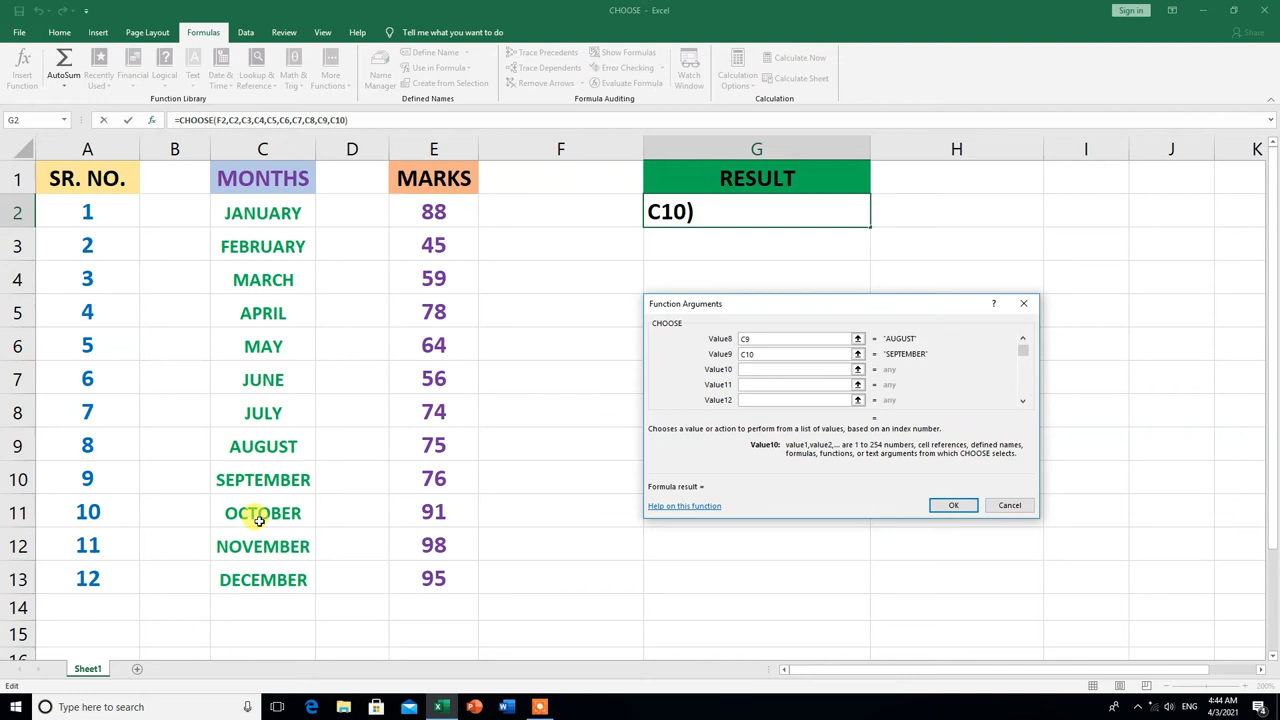 CHOOSE - Excel
Sign in
File Home Insert Page Layout Formulas Data Review View Help Tell me what you want to do Share
Insert Function
AutoSum
Recently Used
Financial
Logical
Text
Date & Time
Lookup & Reference
Math & Trig
More Functions
Function Library
Name Manager
Define Name
Use in Formula
Create from Selection
Defined Names
Trace Precedents
Trace Dependents
Remove Arrows
Show Formulas
Error Checking
Evaluate Formula
Formula Auditing
Watch Window
Calculation Options
Calculate Now
Calculate Sheet
Calculation
G2 fx =CHOOSE(F2,C2,C3,C4,C5,C6,C7,C8,C9,C10)
A B C D E F G H I J K
1 SR. NO. MONTHS MARKS RESULT
2 1 JANUARY 88 C10)
3 2 FEBRUARY 45
4 3 MARCH 59
5 4 APRIL 78
6 5 MAY 64
7 6 JUNE 56
8 7 JULY 74
9 8 AUGUST 75
10 9 SEPTEMBER 76
11 10 OCTOBER 91
12 11 NOVEMBER 98
13 12 DECEMBER 95
14
15
16
Function Arguments ?
CHOOSE
Value8 C9 = "AUGUST"
Value9 C10 = "SEPTEMBER"
Value10 = any
Value11 = any
Value12 = any
=
Chooses a value or action to perform from a list of values, based on an index number.
Value10: value1,value2,... are 1 to 254 numbers, cell references, defined names,
formulas, functions, or text arguments from which CHOOSE selects.
Formula result =
Help on this function
OK Cancel
Sheet1
Edit
200%
Type here to search
4:44 AM
4/3/2021